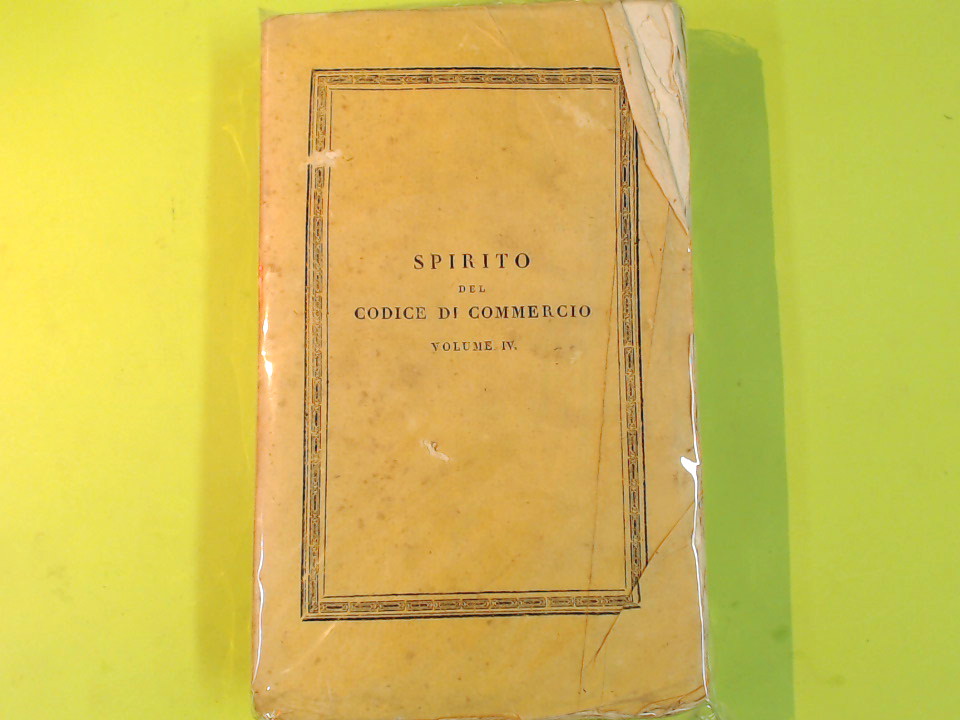 SPIRITO
DEL
CODICE DI COMMERCIO
VOLUME IV.